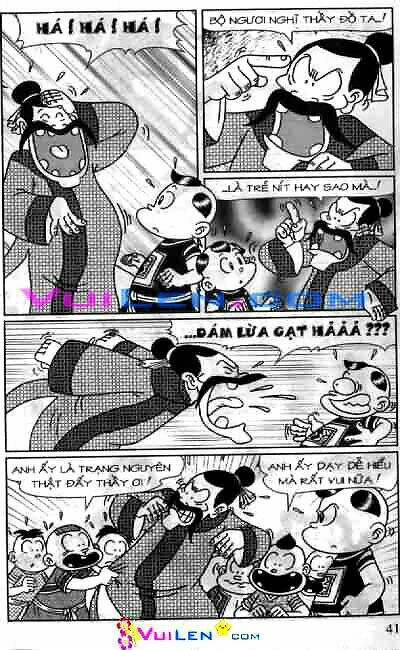 HÁ! HÁ! HÁ!
BỘ NGƯƠI NGHĨ THẦY ĐỒ TA...!
...LÀ TRẺ NÍT HAY SAO MÀ...!
VUILEN.COM
...DÁM LỪA GẠT HẢẢẢ ???
ANH ẤY LÀ TRẠNG NGUYÊN
THẬT ĐẤY THẦY ƠI !
ANH ẤY DẠY DỄ HIỂU
MÀ RẤT VUI NỮA !
41
VUILEN.COM